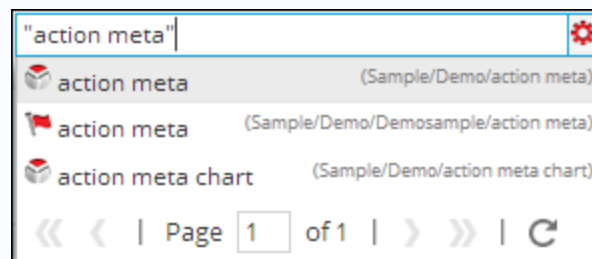 "action meta"
action meta (Sample/Demo/action meta)
action meta (Sample/Demo/Demosample/action meta)
action meta chart (Sample/Demo/action meta chart)
| Page 1 of 1 | |